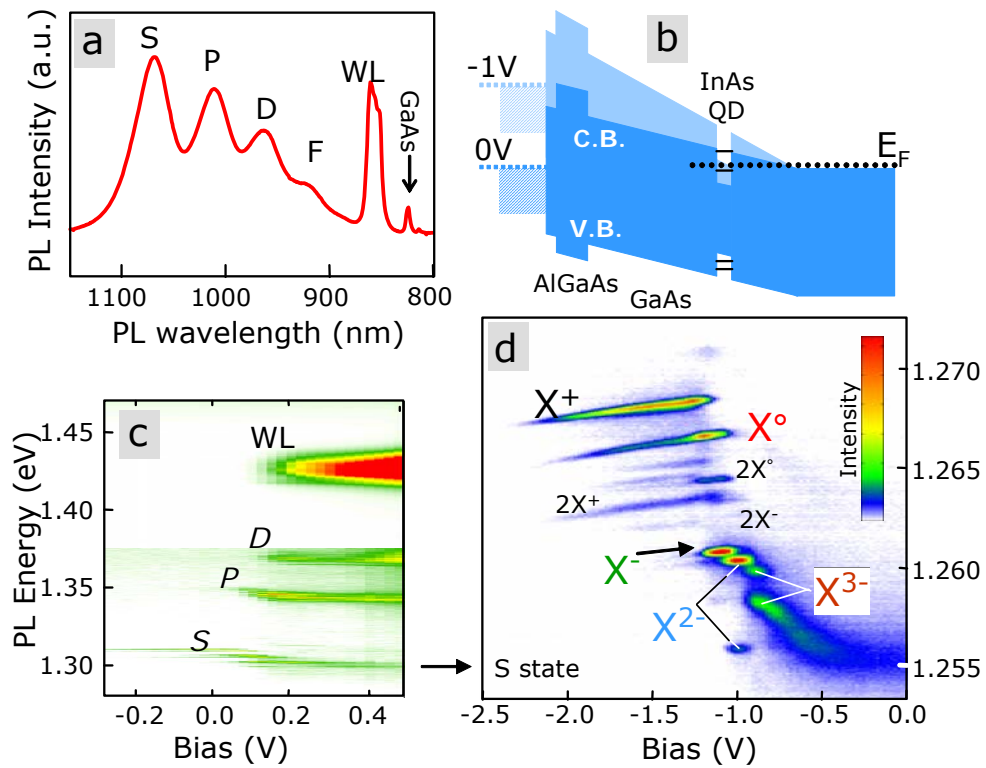 a
S
P
D
F
WL
GaAs
PL Intensity (a.u.)
1100
1000
900
800
PL wavelength (nm)
b
-1V
0V
InAs
QD
C.B.
V.B.
E_F
AlGaAs
GaAs
c
WL
D
P
S
PL Energy (eV)
1.45
1.40
1.35
1.30
-0.2
0.0
0.2
0.4
Bias (V)
d
X⁺
X°
2X°
2X⁺
2X⁻
X⁻
X²⁻
X³⁻
S state
Intensity
1.270
1.265
1.260
1.255
-2.5
-2.0
-1.5
-1.0
-0.5
0.0
Bias (V)